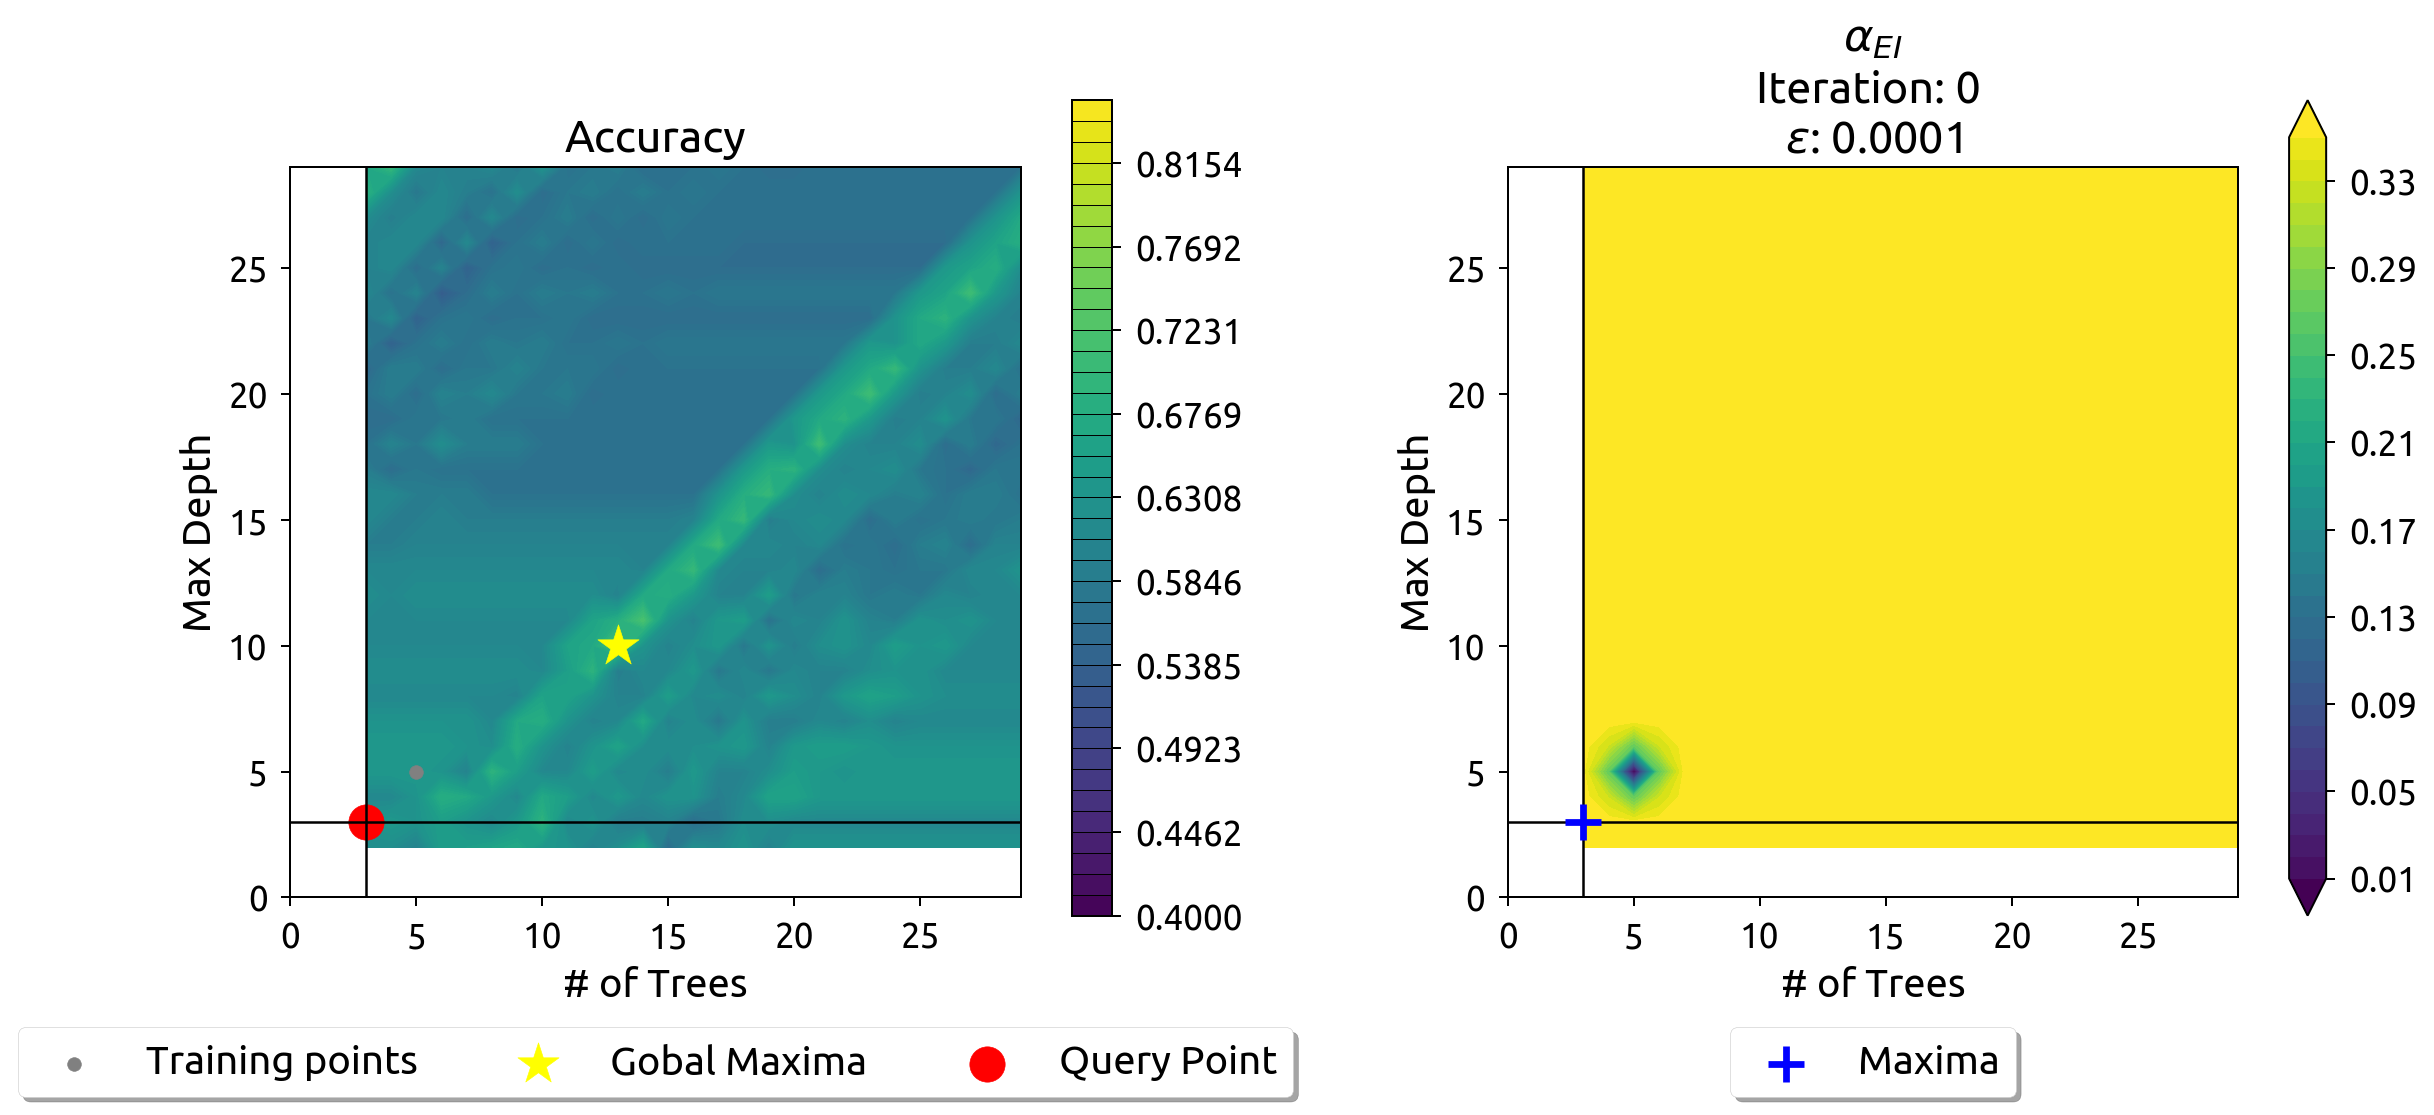 Accuracy
Max Depth
25
20
15
10
5
0
0 5 10 15 20 25
# of Trees
0.8154
0.7692
0.7231
0.6769
0.6308
0.5846
0.5385
0.4923
0.4462
0.4000
Training points
Gobal Maxima
Query Point
α_EI
Iteration: 0
ε: 0.0001
Max Depth
25
20
15
10
5
0
0 5 10 15 20 25
# of Trees
0.33
0.29
0.25
0.21
0.17
0.13
0.09
0.05
0.01
Maxima